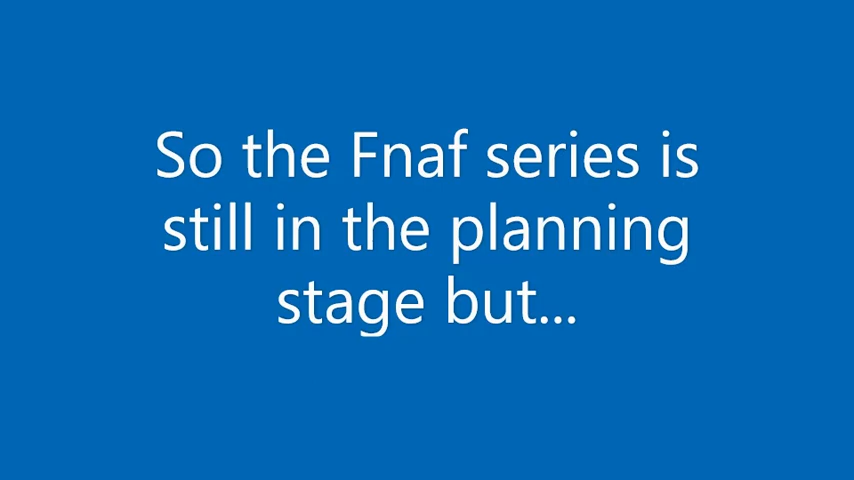 So the Fnaf series is
still in the planning
stage but...